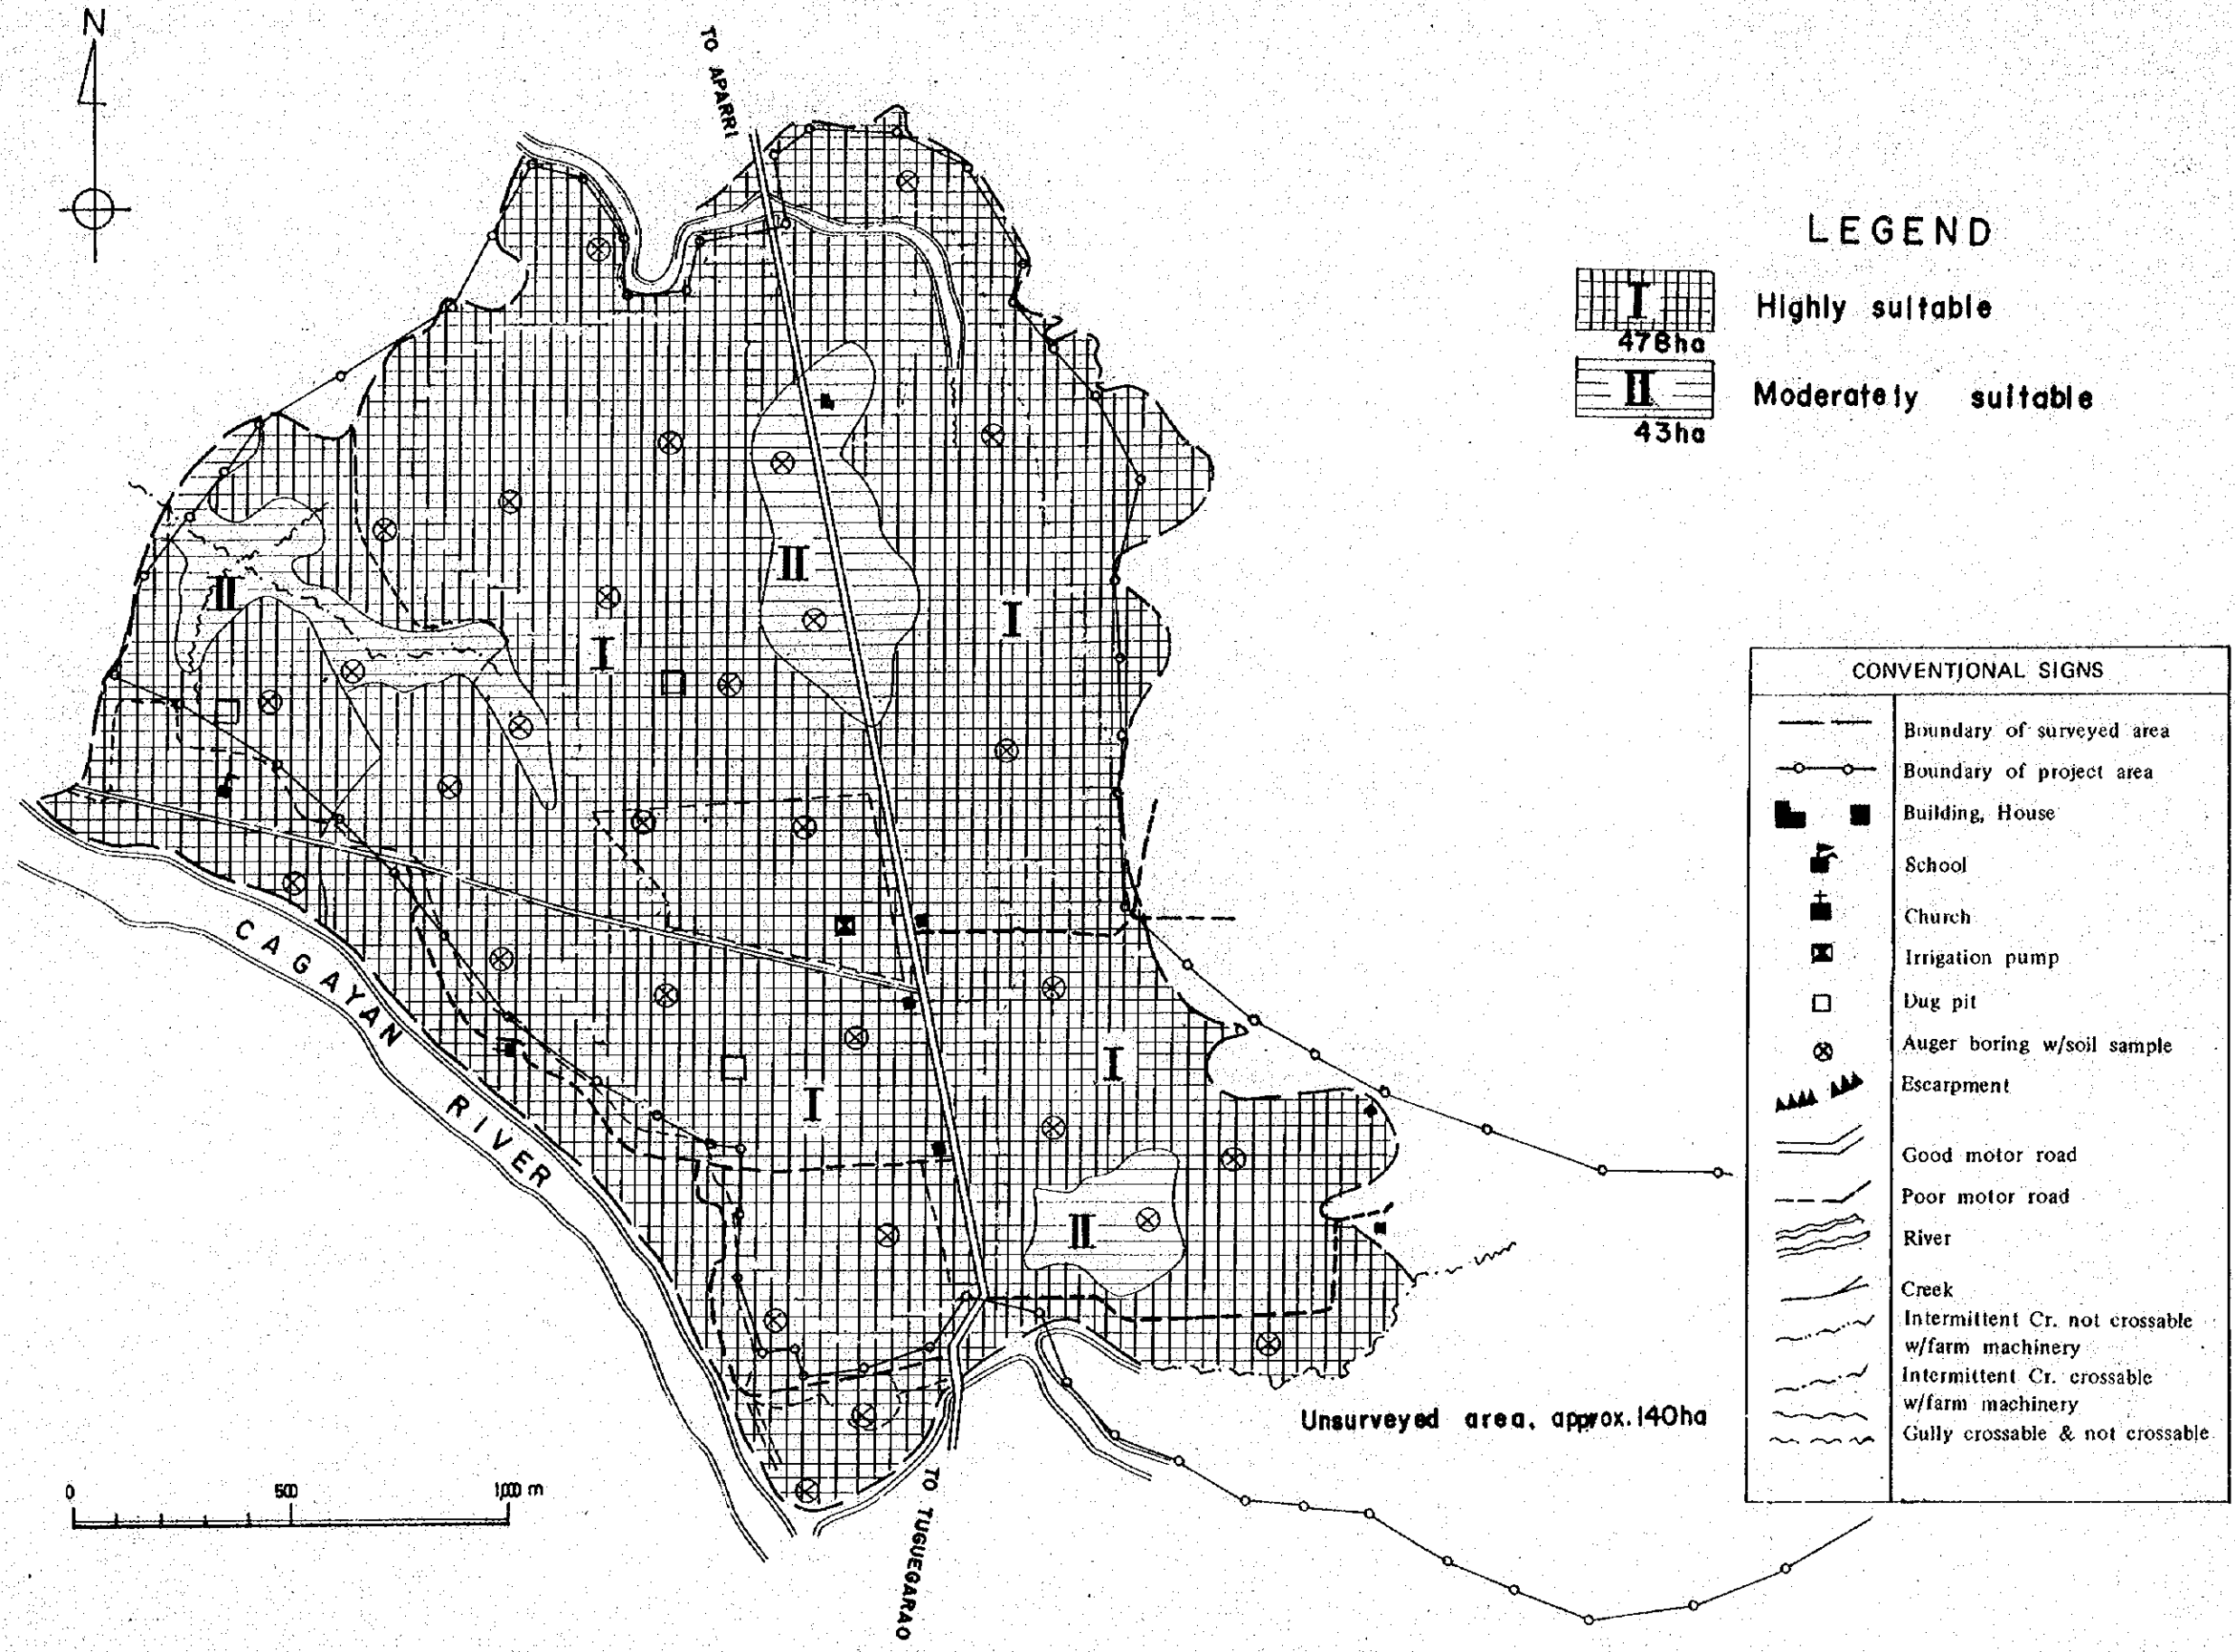 N
TO APARRI
LEGEND
I
Highly suitable
478ha
II
Moderately suitable
43ha
II
II
I
I
I
I
II
CAGAYAN RIVER
TO TUGUEGARAO
Unsurveyed area, approx. 140ha
0 500 1,000 m
CONVENTIONAL SIGNS
Boundary of surveyed area
Boundary of project area
Building, House
School
Church
Irrigation pump
Dug pit
Auger boring w/soil sample
Escarpment
Good motor road
Poor motor road
River
Creek
Intermittent Cr. not crossable
w/farm machinery
Intermittent Cr. crossable
w/farm machinery
Gully crossable & not crossable